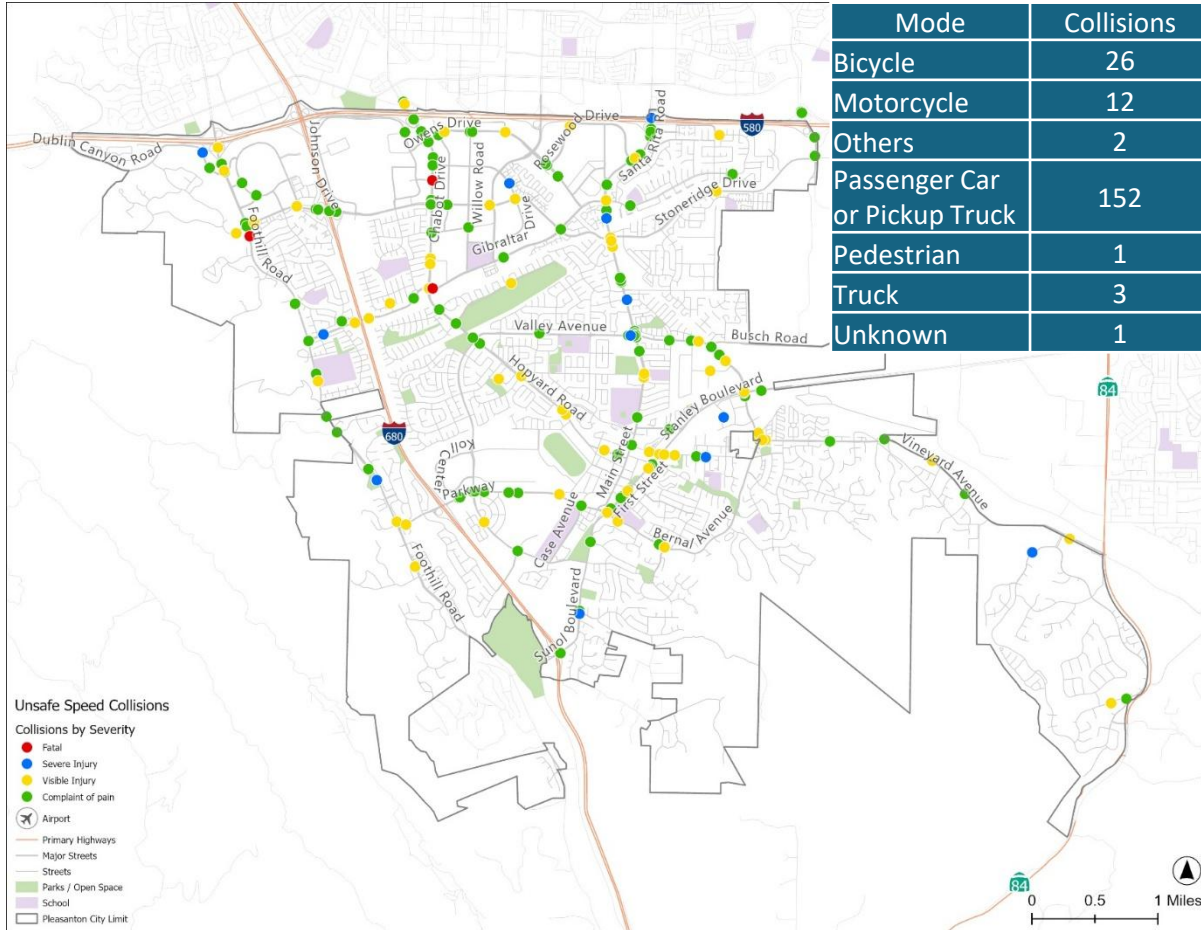 Mode Collisions
Bicycle 26
Motorcycle 12
Others 2
Passenger Car
or Pickup Truck 152
Pedestrian 1
Truck 3
Unknown 1
Dublin Canyon Road
Johnson Drive
Owens Drive
Rosewood Drive
Santa Rita Road
580
Chabot Drive
Willow Road
Drive
Stoneridge Drive
Foothill Road
Gibraltar
Valley Avenue
Busch Road
Hopyard Road
Stanley Boulevard
84
680
Koll
Center
Parkway
Main Street
First Street
Vineyard Avenue
Case Avenue
Bernal Avenue
Foothill Road
Sunol Boulevard
Unsafe Speed Collisions
Collisions by Severity
Fatal
Severe Injury
Visible Injury
Complaint of pain
Airport
Primary Highways
Major Streets
Streets
Parks / Open Space
School
Pleasanton City Limit
84
0 0.5 1 Miles